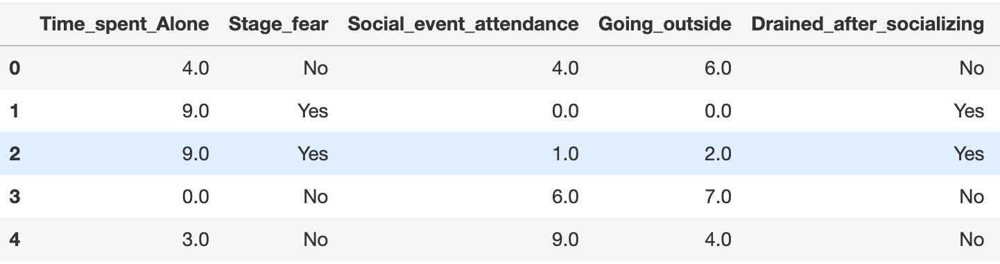 Time_spent_Alone Stage_fear Social_event_attendance Going_outside Drained_after_socializing
0 4.0 No 4.0 6.0 No
1 9.0 Yes 0.0 0.0 Yes
2 9.0 Yes 1.0 2.0 Yes
3 0.0 No 6.0 7.0 No
4 3.0 No 9.0 4.0 No